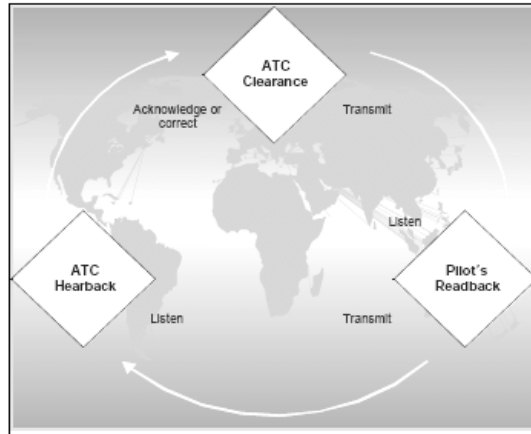 ATC
Clearance
Acknowledge or
correct
Transmit
Listen
ATC
Hearback
Pilot´s
Readback
Listen
Transmit